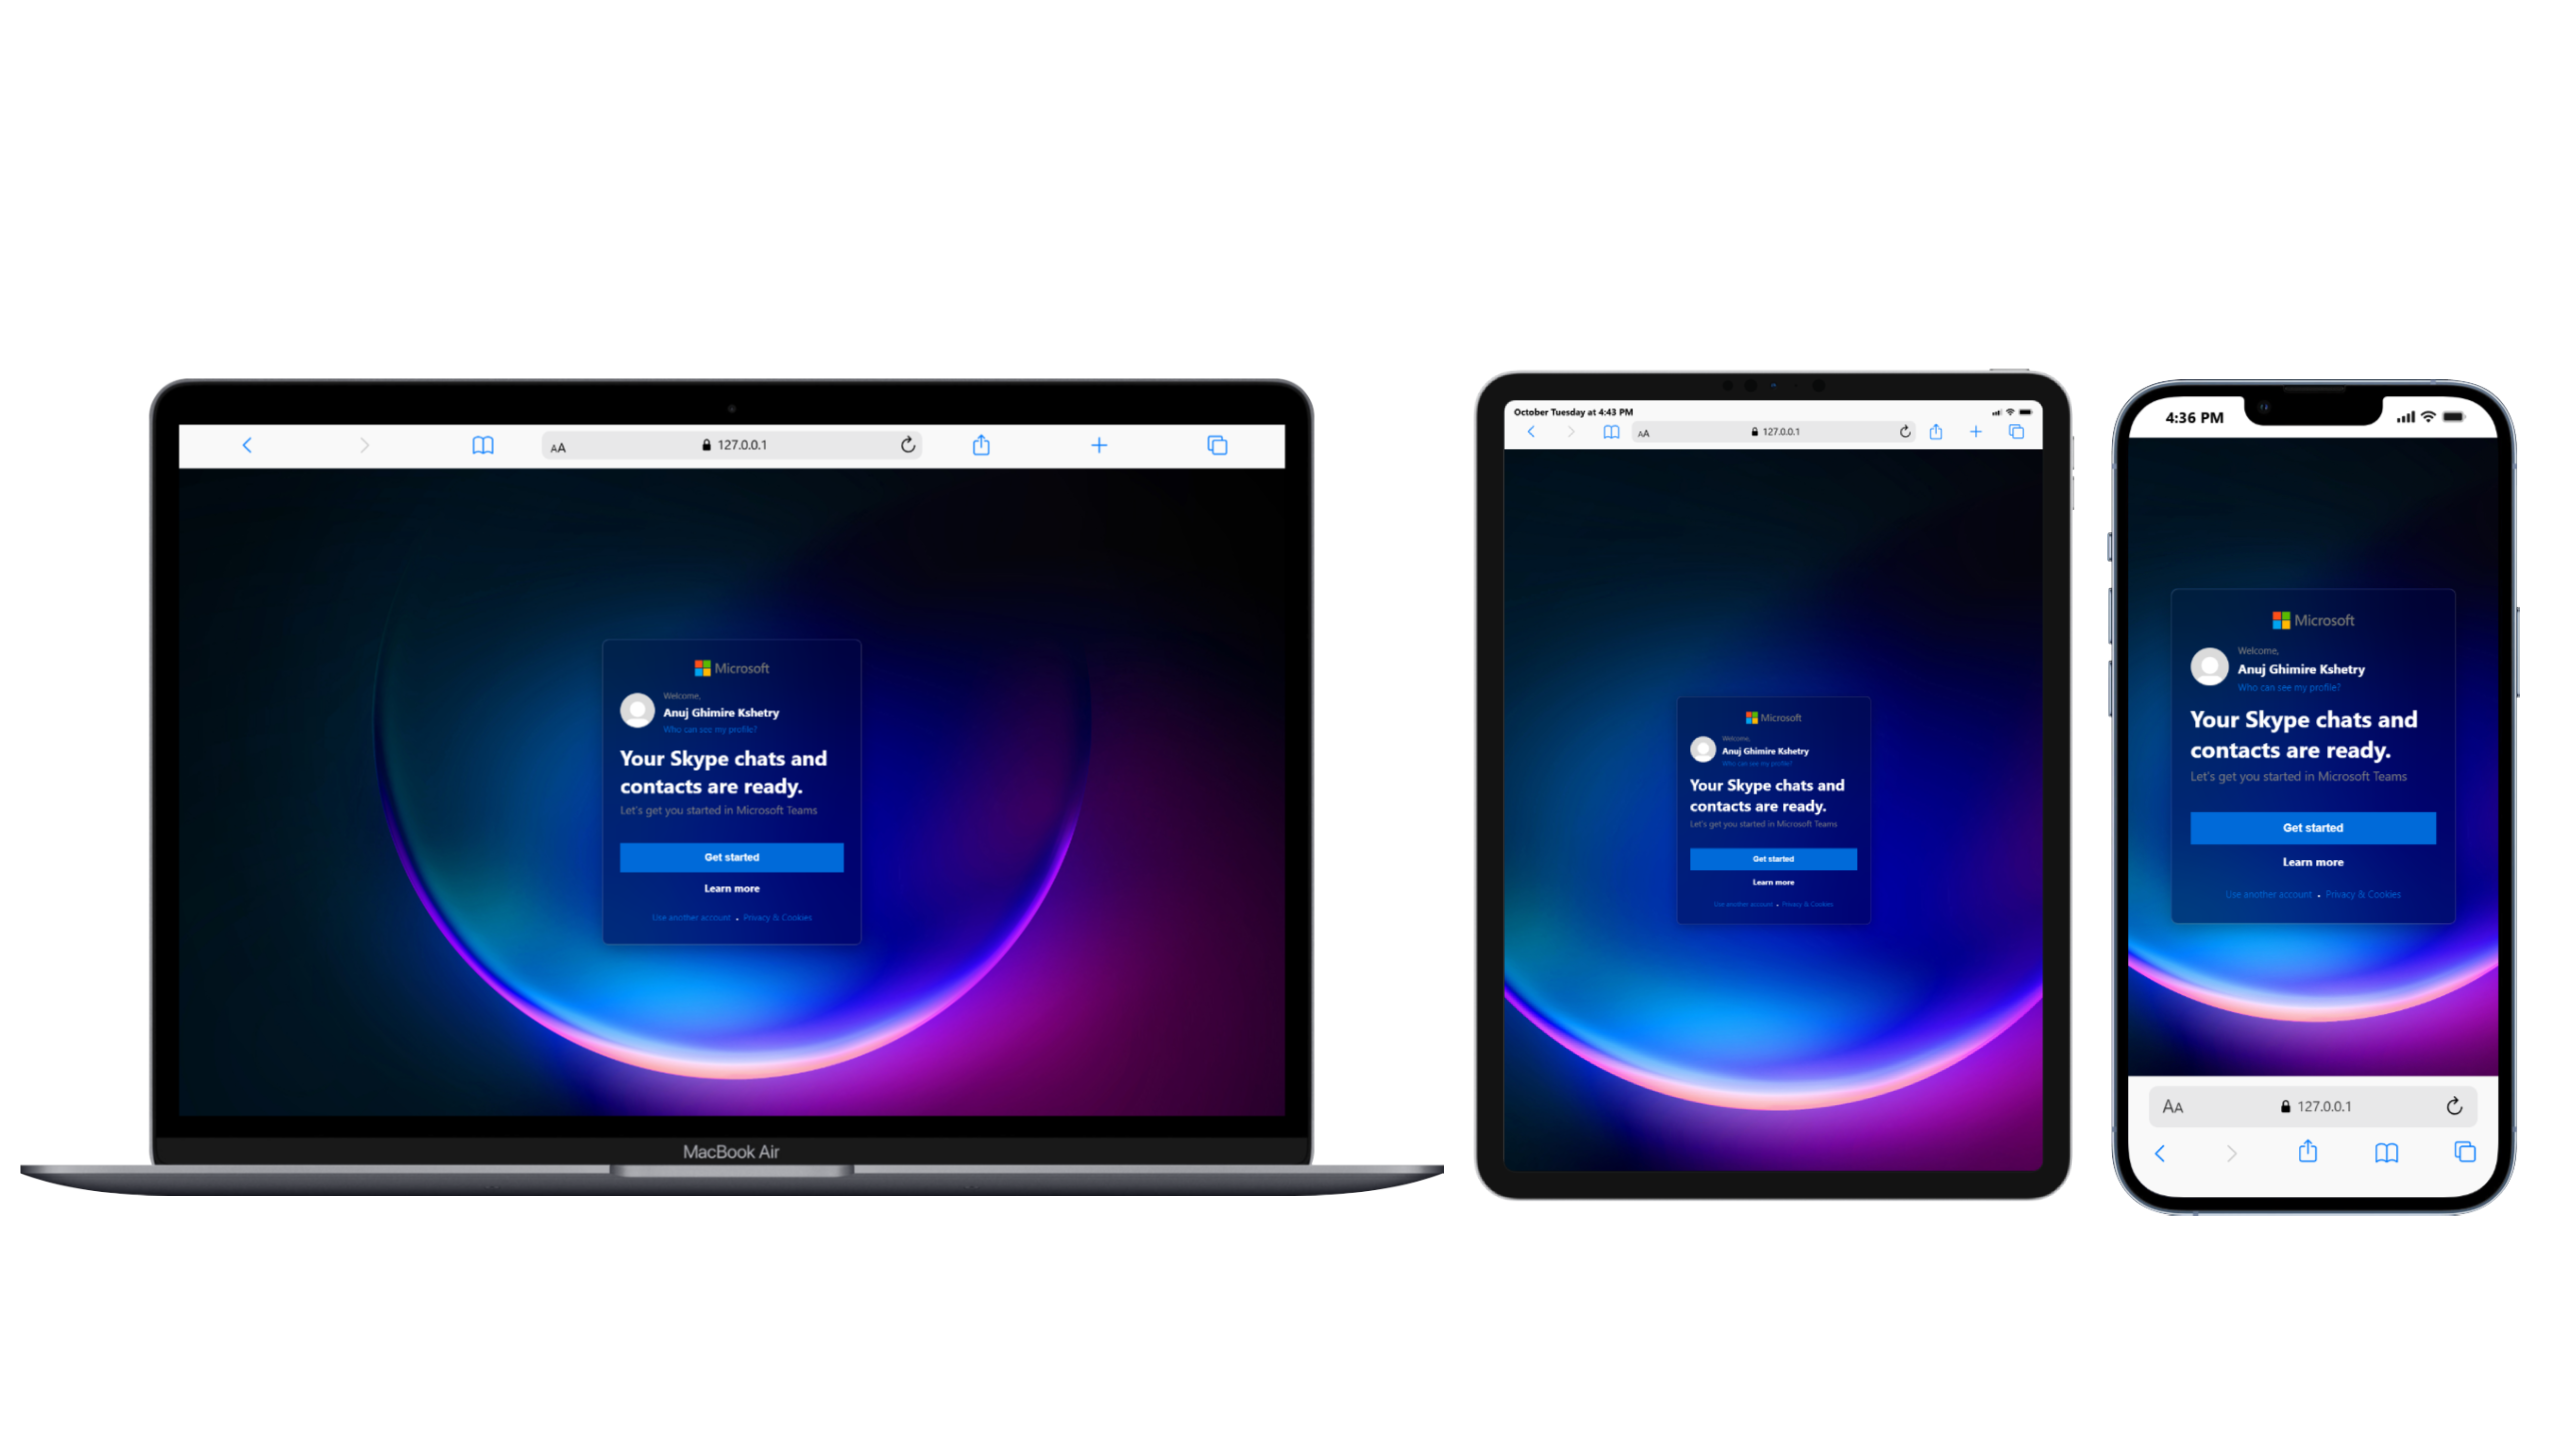 AA 127.0.0.1
Microsoft
Welcome,
Anuj Ghimire Kshetry
Who can see my profile?
Your Skype chats and
contacts are ready.
Let's get you started in Microsoft Teams
Get started
Learn more
Use another account • Privacy & Cookies
MacBook Air
October Tuesday at 4:43 PM
AA 127.0.0.1
Microsoft
Welcome,
Anuj Ghimire Kshetry
Who can see my profile?
Your Skype chats and
contacts are ready.
Let's get you started in Microsoft Teams
Get started
Learn more
Use another account • Privacy & Cookies
4:36 PM
Microsoft
Welcome,
Anuj Ghimire Kshetry
Who can see my profile?
Your Skype chats and
contacts are ready.
Let's get you started in Microsoft Teams
Get started
Learn more
Use another account • Privacy & Cookies
AA 127.0.0.1